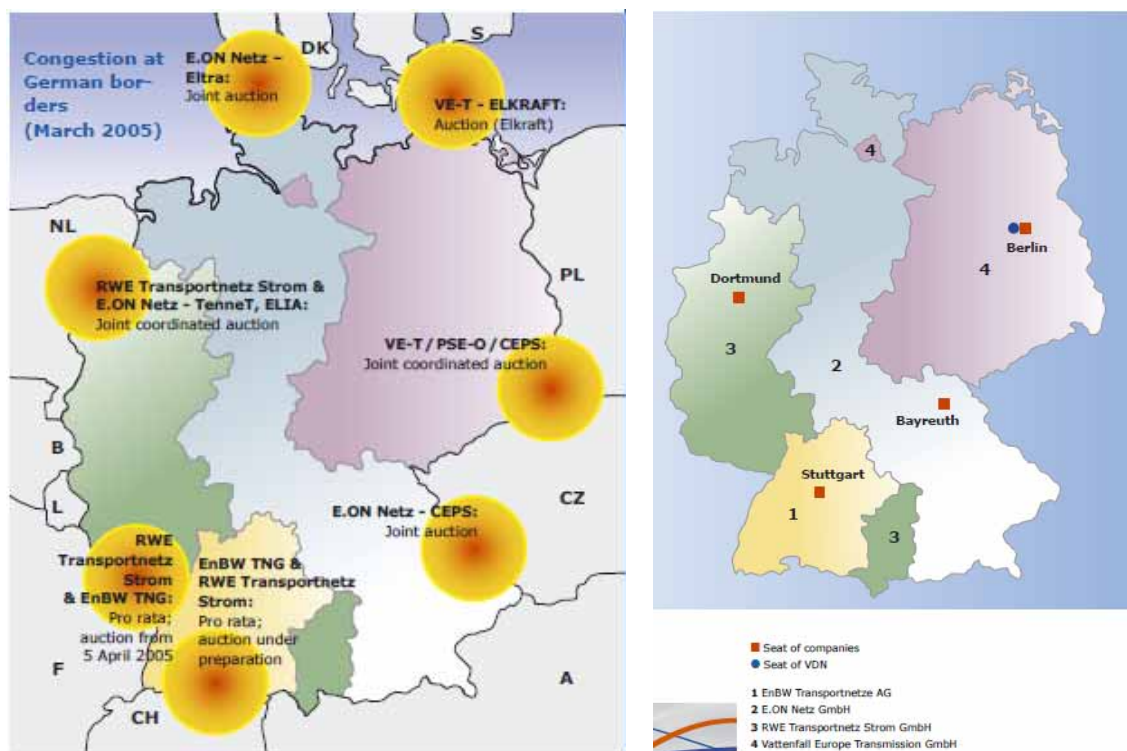 Congestion at
German bor-
ders
(March 2005)
DK
S
E.ON Netz –
Eltra:
Joint auction
VE-T - ELKRAFT:
Auction (Elkraft)
NL
PL
RWE Transportnetz Strom &
E.ON Netz - TenneT, ELIA:
Joint coordinated auction
VE-T / PSE-O / CEPS:
Joint coordinated auction
B
L
CZ
E.ON Netz - CEPS:
Joint auction
RWE
Transportnetz
Strom
& EnBW TNG:
Pro rata;
auction from
5 April 2005
EnBW TNG &
RWE Transportnetz
Strom:
Pro rata;
auction under
preparation
F
A
CH
4
Berlin
4
Dortmund
3
2
Bayreuth
Stuttgart
1
3
Seat of companies
Seat of VDN
1 EnBW Transportnetze AG
2 E.ON Netz GmbH
3 RWE Transportnetz Strom GmbH
4 Vattenfall Europe Transmission GmbH